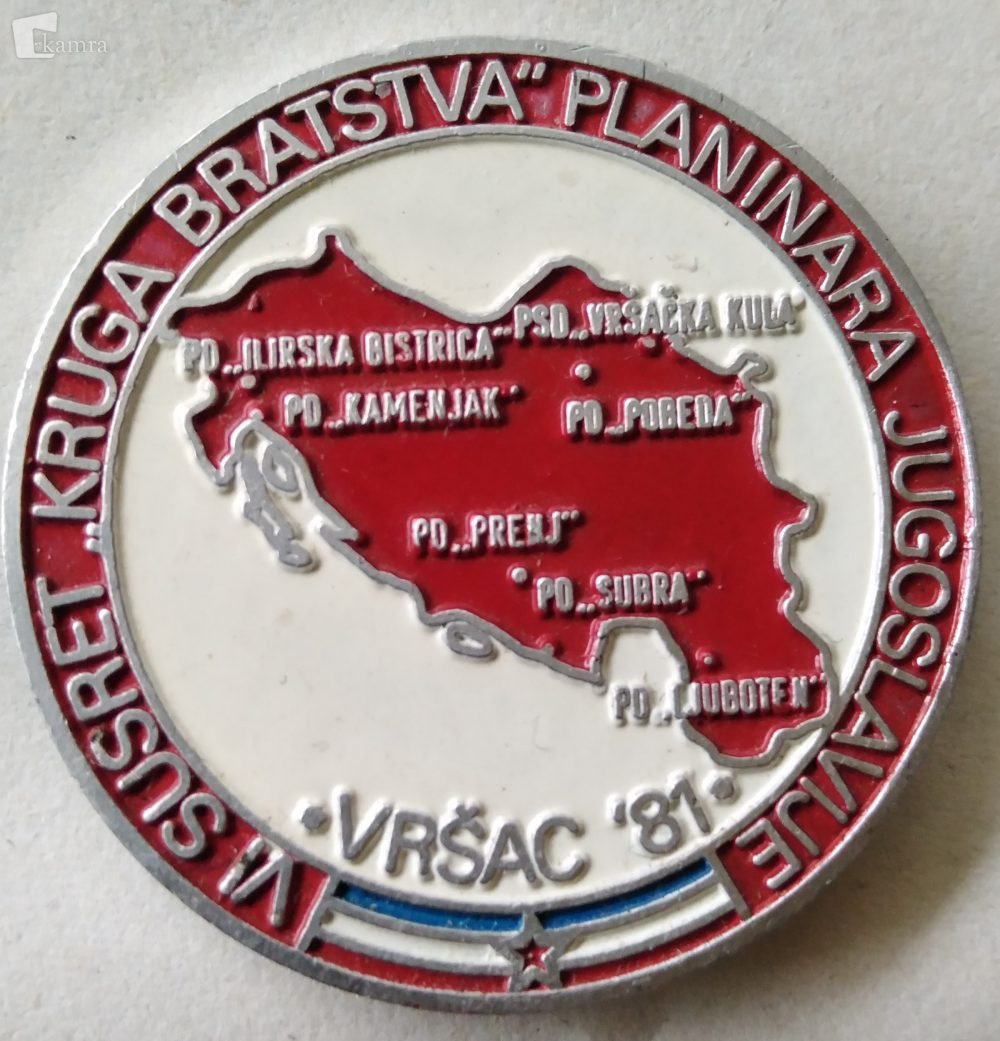 kamra
VI SUSRET „KRUGA BRATSTVA“ PLANINARA JUGOSLAVIJE
PSD „VRŠAČKA KULA“
PD „ILIRSKA BISTRICA“
PD „KAMENJAK“
PD „POBEDA“
PD „PRENJ“
PD „SUBRA“
PD „LJUBOTEN“
• VRŠAC '81 •